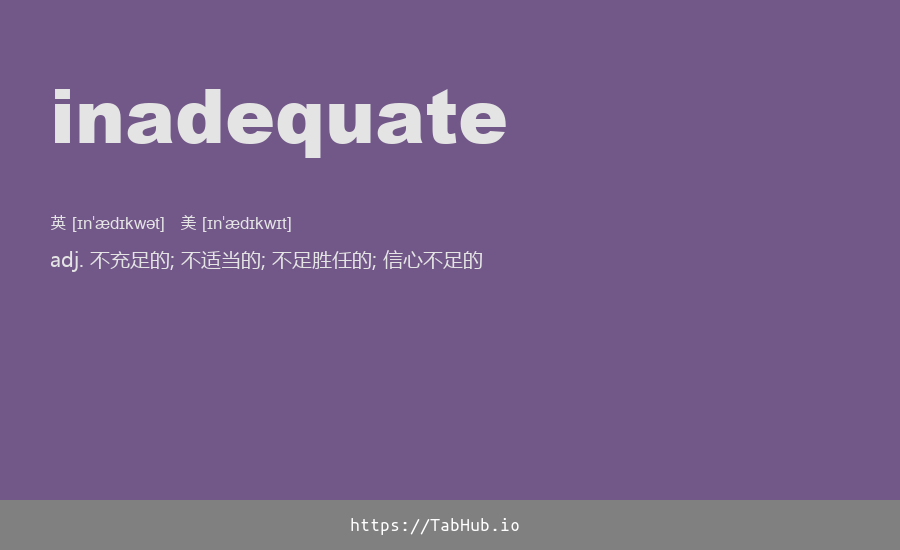 inadequate
英 [ɪnˈædɪkwət] 美 [ɪnˈædɪkwɪt]
adj. 不充足的; 不适当的; 不足胜任的; 信心不足的
https://TabHub.io